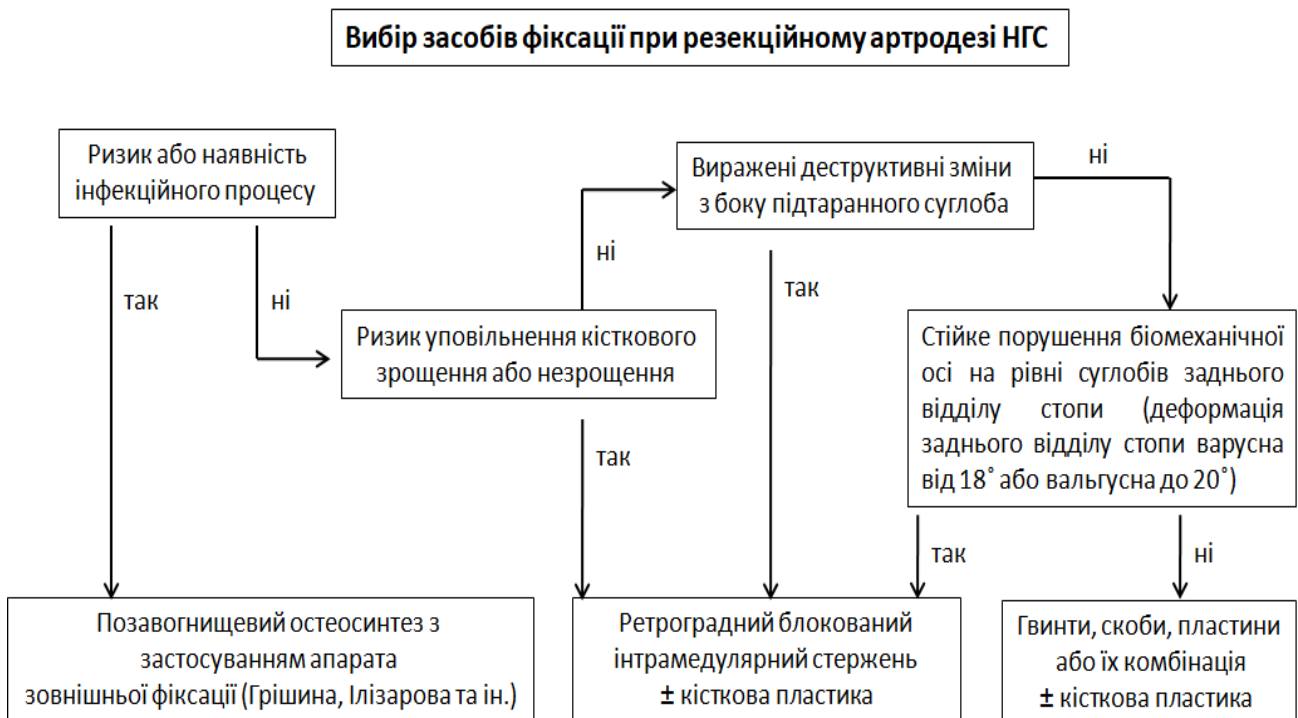 Вибір засобів фіксації при резекційному артродезі НГС
Ризик або наявність
інфекційного процесу
Виражені деструктивні зміни
з боку підтаранного суглоба
ні
ні
так
ні
так
Ризик уповільнення кісткового
зрощення або незрощення
Стійке порушення біомеханічної
осі на рівні суглобів заднього
відділу стопи (деформація
заднього відділу стопи варусна
від 18˚ або вальгусна до 20˚)
так
так
ні
Позавогнищевий остеосинтез з
застосуванням апарата
зовнішньої фіксації (Грішина, Ілізарова та ін.)
Ретроградний блокований
інтрамедулярний стержень
± кісткова пластика
Гвинти, скоби, пластини
або їх комбінація
± кісткова пластика